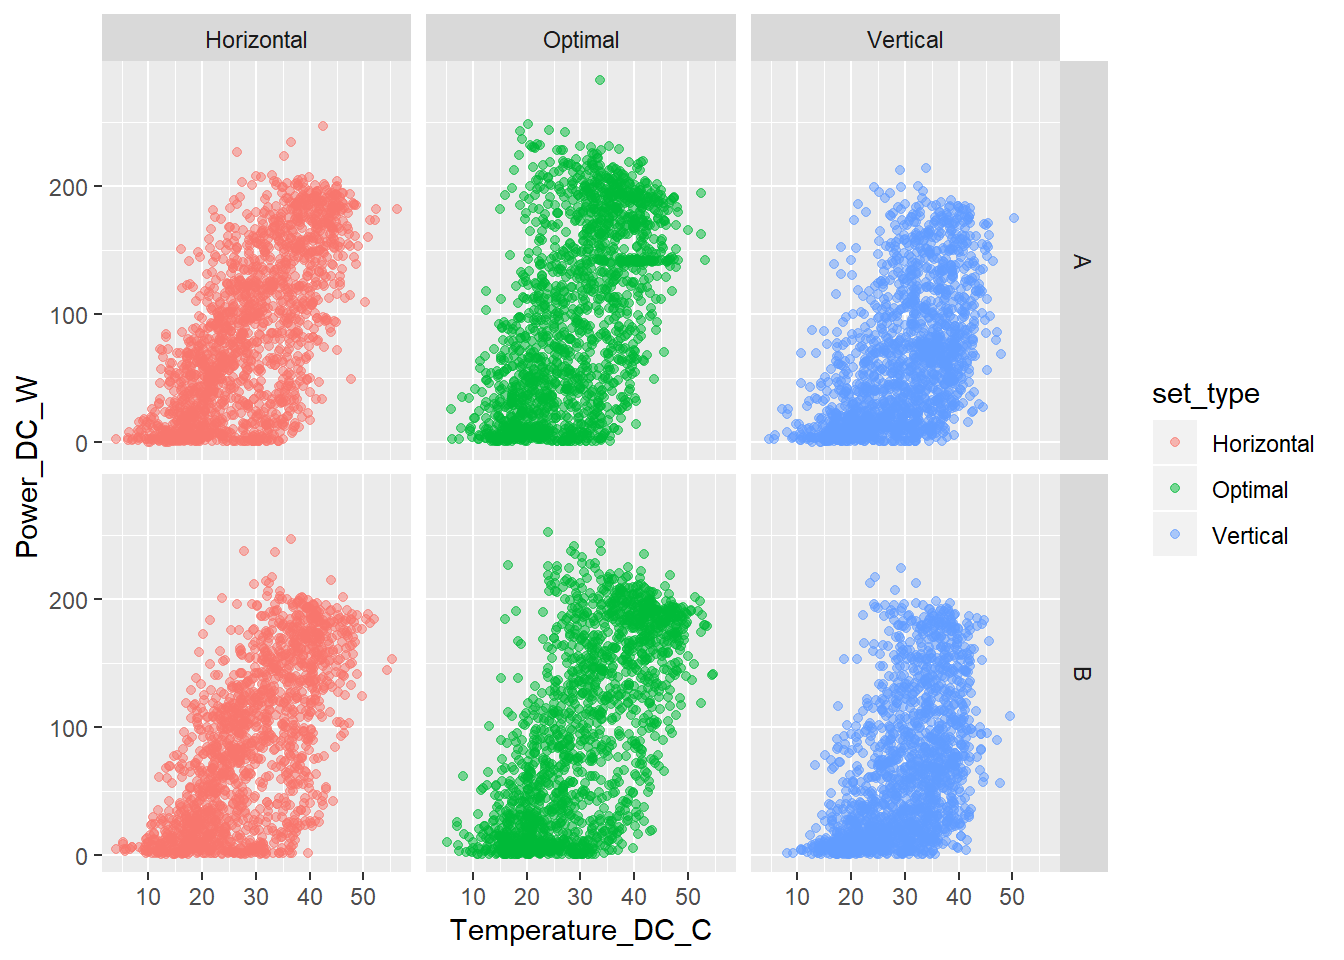 Horizontal Optimal Vertical
A
200
100
0
Power_DC_W
B
200
100
0
10 20 30 40 50 10 20 30 40 50 10 20 30 40 50
Temperature_DC_C
set_type
Horizontal
Optimal
Vertical